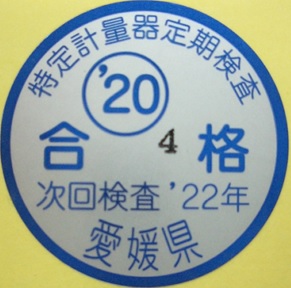 特定計量器定期検査
'20
合 4 格
次回検査 '22年
愛媛県